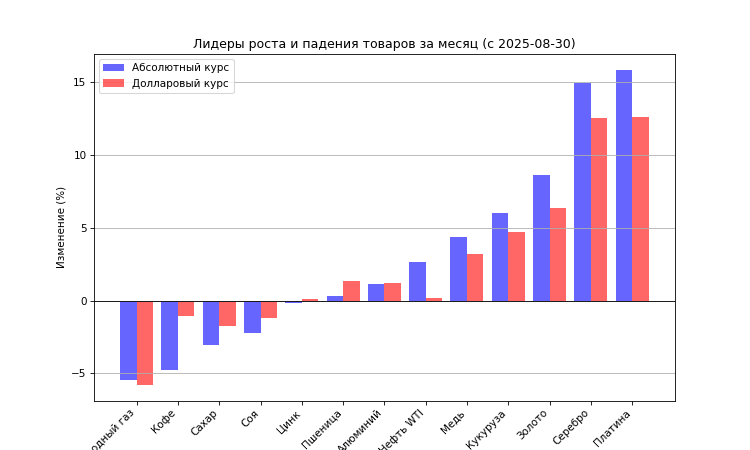 Лидеры роста и падения товаров за месяц (с 2025-08-30)
Абсолютный курс
Долларовый курс
Изменение (%)
15
10
5
0
−5
газ
Кофе
Сахар
Соя
Цинк
Пшеница
Алюминий
Нефть WTI
Медь
Кукуруза
Золото
Серебро
Платина